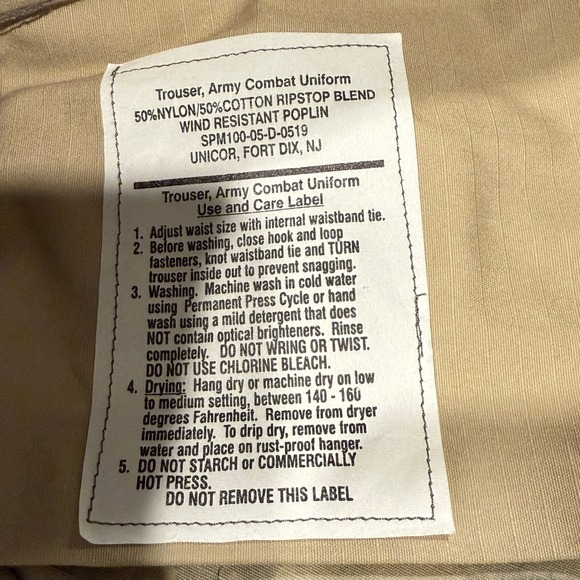 Trouser, Army Combat Uniform
50%NYLON/50%COTTON RIPSTOP BLEND
WIND RESISTANT POPLIN
SPM100-05-D-0519
UNICOR, FORT DIX, NJ
Trouser, Army Combat Uniform
Use and Care Label
1. Adjust waist size with internal waistband tie.
2. Before washing, close hook and loop
fasteners, knot waistband tie and TURN
trouser inside out to prevent snagging.
3. Washing. Machine wash in cold water
using Permanent Press Cycle or hand
wash using a mild detergent that does
NOT contain optical brighteners. Rinse
completely. DO NOT WRING OR TWIST.
DO NOT USE CHLORINE BLEACH.
4. Drying: Hang dry or machine dry on low
to medium setting, between 140 - 160
degrees Fahrenheit. Remove from dryer
immediately. To drip dry, remove from
water and place on rust-proof hanger.
5. DO NOT STARCH or COMMERCIALLY
HOT PRESS.
DO NOT REMOVE THIS LABEL